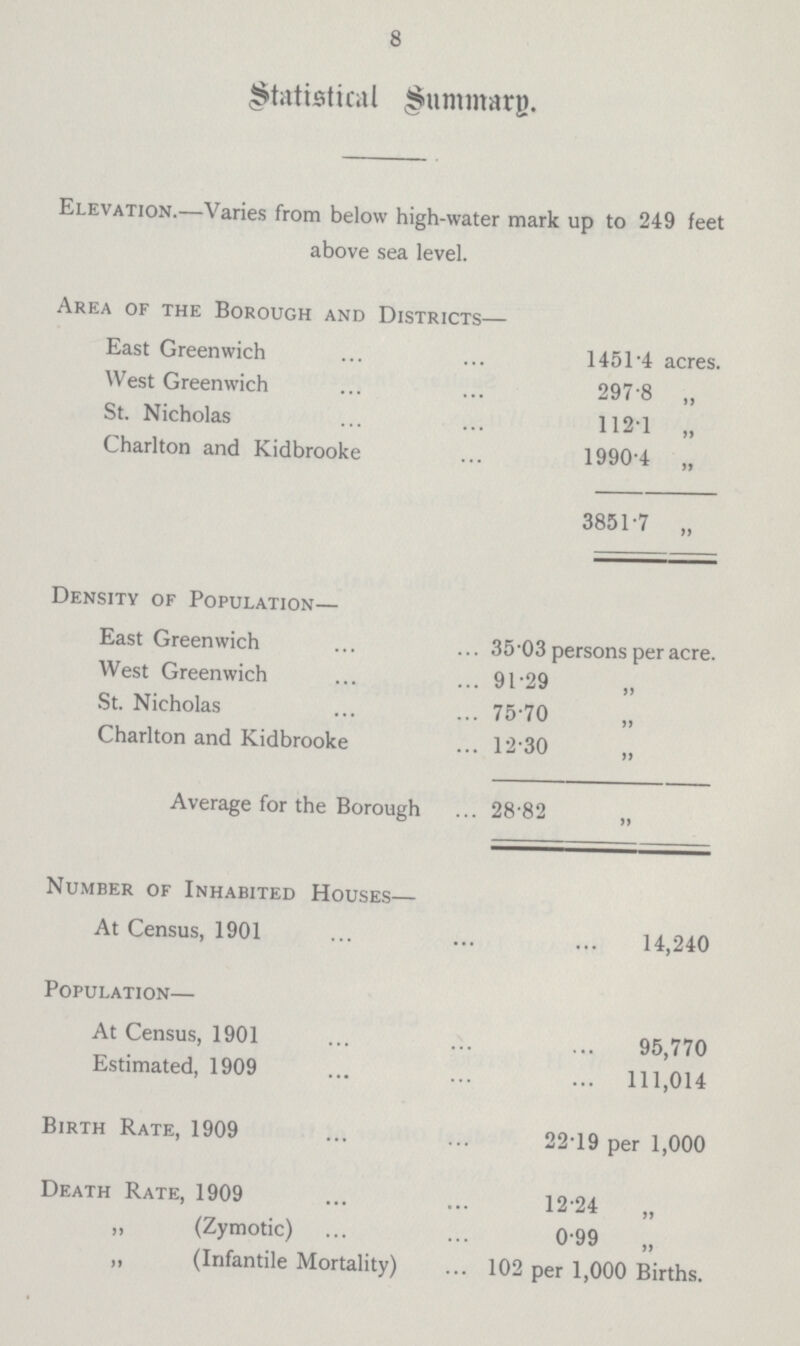 8
Statistical Summary.
ELEVATION.—Varies from below high-water mark up to 249 feet
above sea level.
AREA OF THE BOROUGH AND DISTRICTS—
East Greenwich ... ... 1451·4 acres.
West Greenwich ... ... 297·8 „
St. Nicholas ... ... 112·1 „
Charlton and Kidbrooke ... 1990·4 „
3851·7 „
DENSITY OF POPULATION—
East Greenwich ... ... 35·03 persons per acre.
West Greenwich ... ... 91·29 „
St. Nicholas ... ... 75·70 „
Charlton and Kidbrooke ... 12·30 „
Average for the Borough ... 28·82 „
NUMBER OF INHABITED HOUSES—
At Census, 1901 ... ... ... 14,240
POPULATION—
At Census, 1901 ... ... ... 95,770
Estimated, 1909 ... ... ... 111,014
BIRTH RATE, 1909 ... ... 22·19 per 1,000
DEATH RATE, 1909 ... ... 12·24 „
„ (Zymotic) ... ... 0·99 „
„ (Infantile Mortality) ... 102 per 1,000 Births.